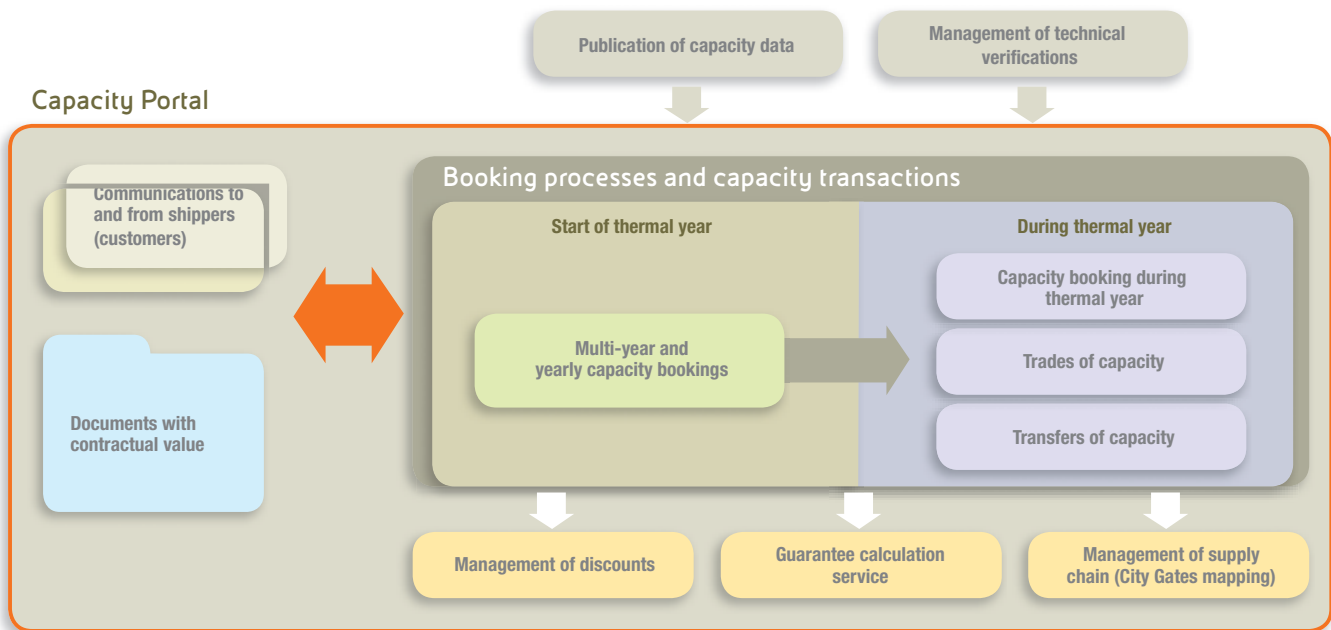 Publication of capacity data
Management of technical
verifications
Capacity Portal
Communications to
and from shippers
(customers)
Documents with
contractual value
Booking processes and capacity transactions
Start of thermal year
Multi-year and
yearly capacity bookings
During thermal year
Capacity booking during
thermal year
Trades of capacity
Transfers of capacity
Management of discounts
Guarantee calculation
service
Management of supply
chain (City Gates mapping)